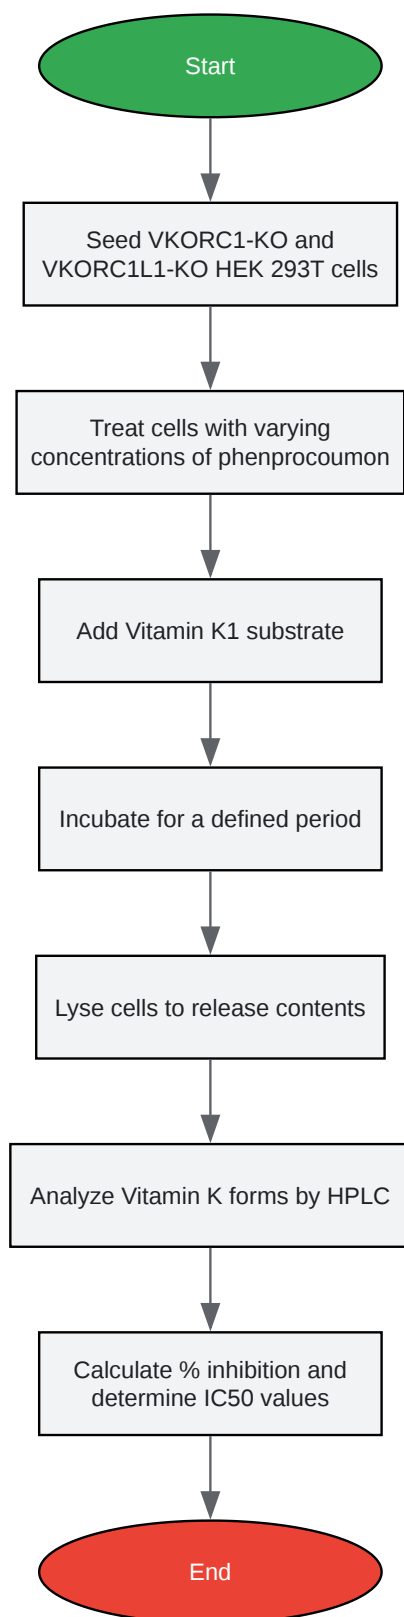 Start
Seed VKORC1-KO and
VKORC1L1-KO HEK 293T cells
Treat cells with varying
concentrations of phenprocoumon
Add Vitamin K1 substrate
Incubate for a defined period
Lyse cells to release contents
Analyze Vitamin K forms by HPLC
Calculate % inhibition and
determine IC50 values
End